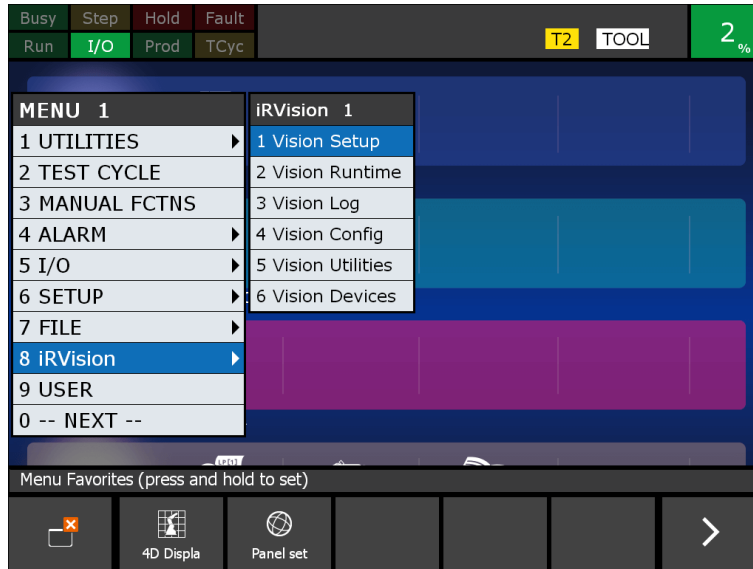 Busy Step Hold Fault
Run I/O Prod TCyc
T2 TOOL
2 %
MENU 1
1 UTILITIES
2 TEST CYCLE
3 MANUAL FCTNS
4 ALARM
5 I/O
6 SETUP
7 FILE
8 iRVision
9 USER
0 -- NEXT --
iRVision 1
1 Vision Setup
2 Vision Runtime
3 Vision Log
4 Vision Config
5 Vision Utilities
6 Vision Devices
LP[1]
Menu Favorites (press and hold to set)
4D Displa
Panel set